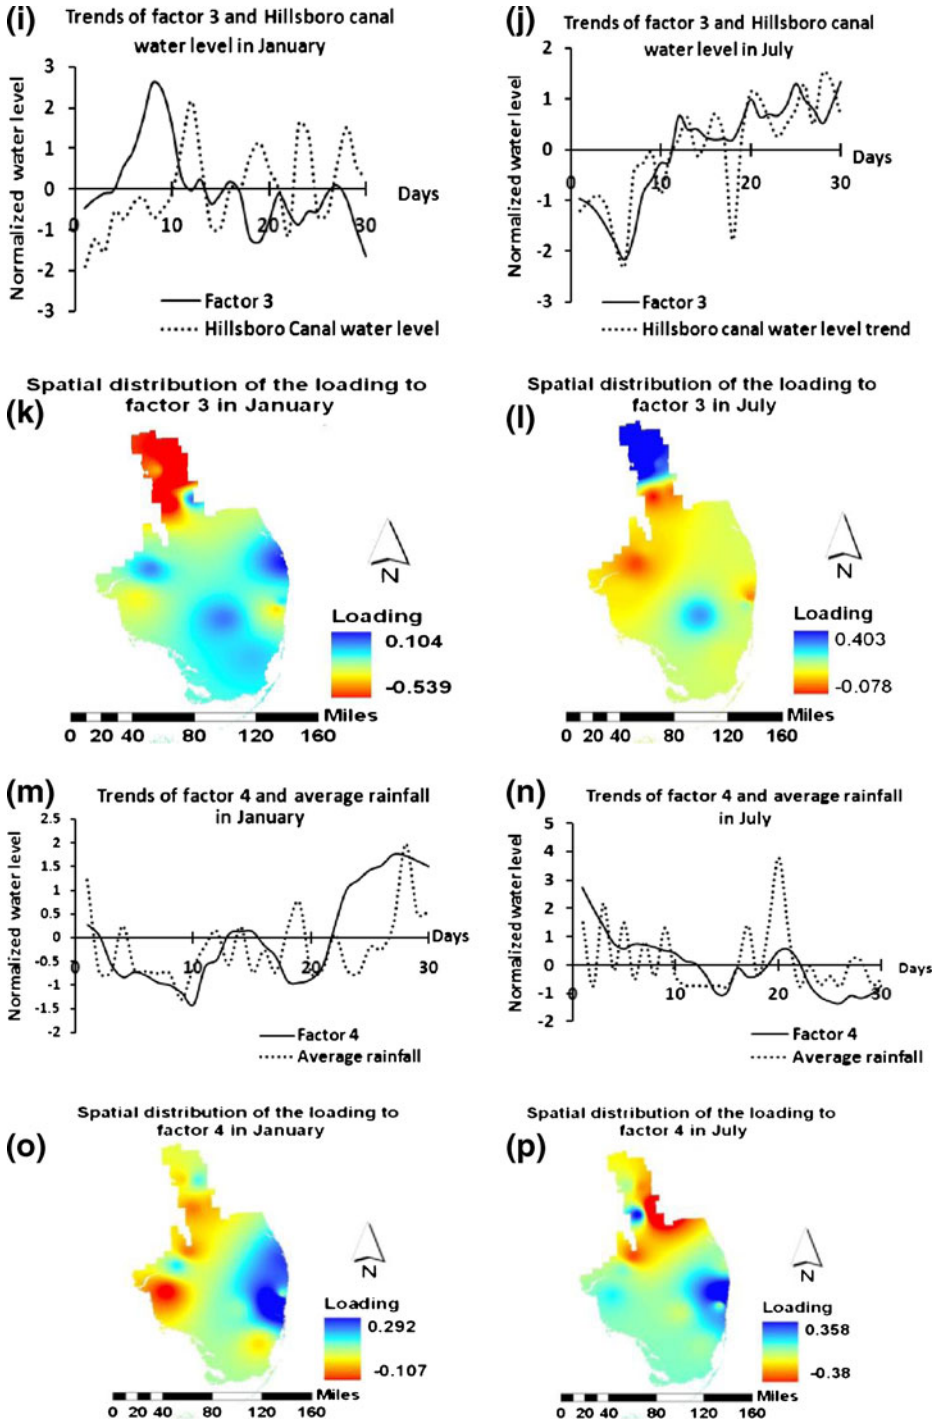 (i) Trends of factor 3 and Hillsboro canal
water level in January
Normalized water level
3
2
1
0
-1
-2
-3
0
10
20
30
Days
Factor 3
Hillsboro Canal water level
(j) Trends of factor 3 and Hillsboro canal
water level in July
Normalized water level
2
1
0
-1
-2
-3
0
10
20
30
Days
Factor 3
Hillsboro canal water level trend
(k) Spatial distribution of the loading to
factor 3 in January
N
Loading
0.104
-0.539
Miles
0 20 40 80 120 160
(l) Spatial distribution of the loading to
factor 3 in July
N
Loading
0.403
-0.078
Miles
0 20 40 80 120 160
(m) Trends of factor 4 and average rainfall
in January
Normalized water level
2.5
2
1.5
1
0.5
0
-0.5
-1
-1.5
-2
0
10
20
30
Days
Factor 4
Average rainfall
(n) Trends of factor 4 and average rainfall
in July
Normalized water level
5
4
3
2
1
0
-1
-2
0
10
20
30
Days
Factor 4
Average rainfall
(o) Spatial distribution of the loading to
factor 4 in January
N
Loading
0.292
-0.107
Miles
0 20 40 80 120 160
(p) Spatial distribution of the loading to
factor 4 in July
N
Loading
0.358
-0.38
Miles
0 20 40 80 120 160